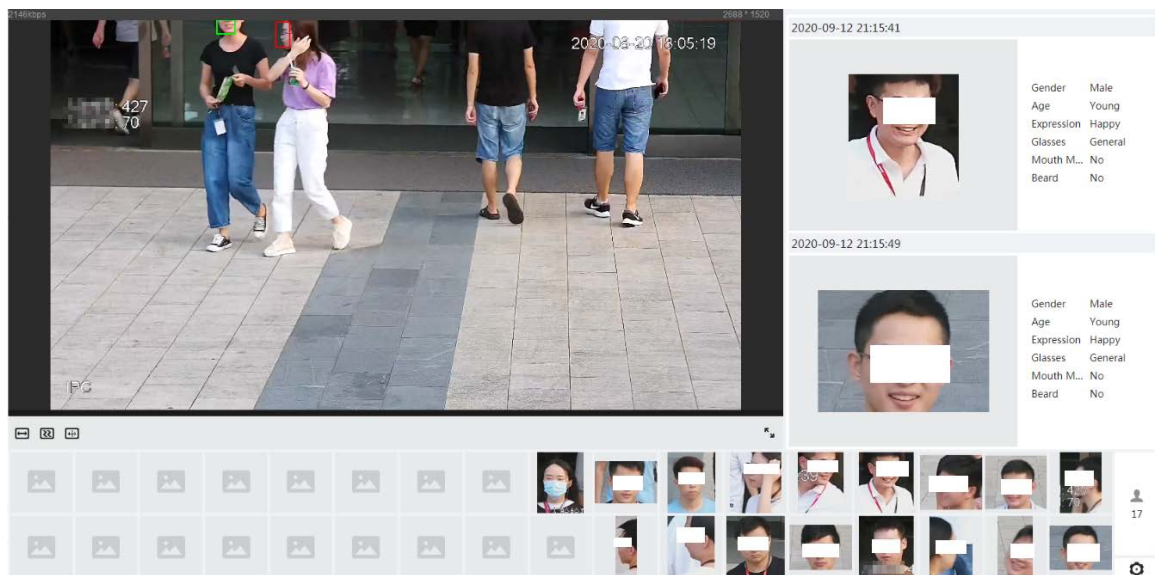 2146kbps
2688 * 1520
2020-08-20 18:05:19
427
70
IPC
2020-09-12 21:15:41
Gender Male
Age Young
Expression Happy
Glasses General
Mouth M... No
Beard No
2020-09-12 21:15:49
Gender Male
Age Young
Expression Happy
Glasses General
Mouth M... No
Beard No
17